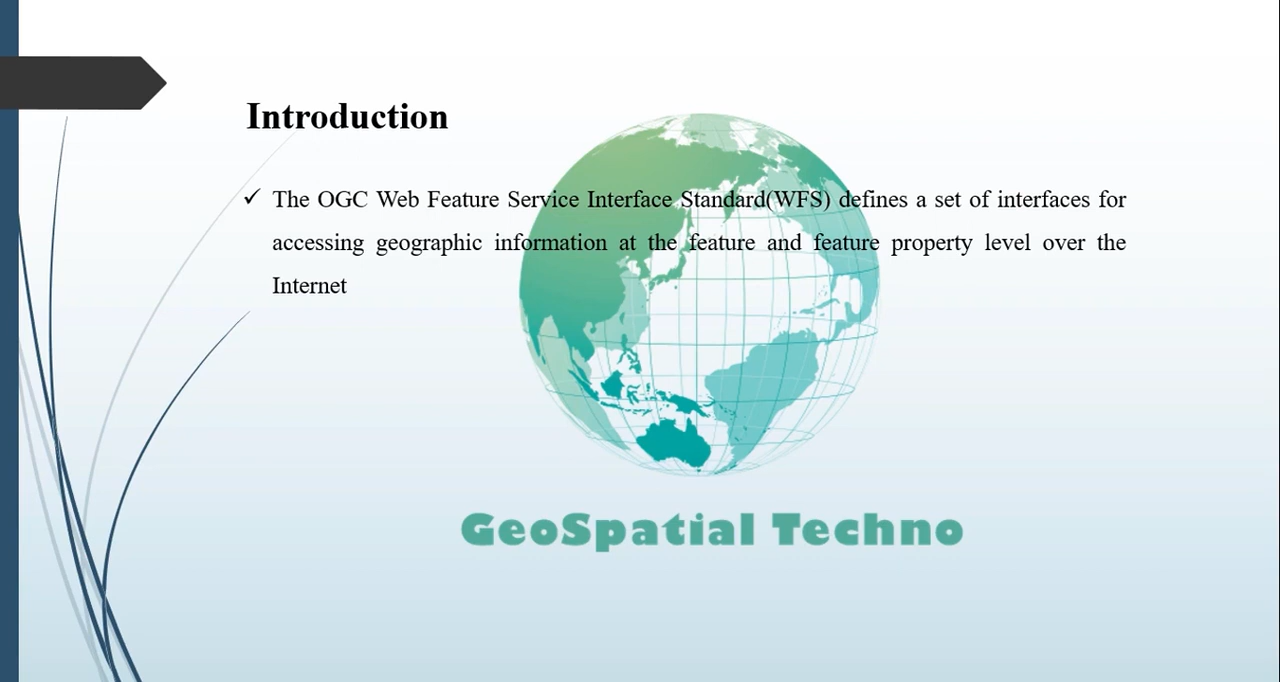 Introduction
✓ The OGC Web Feature Service Interface Standard(WFS) defines a set of interfaces for
accessing geographic information at the feature and feature property level over the
Internet
GeoSpatial Techno